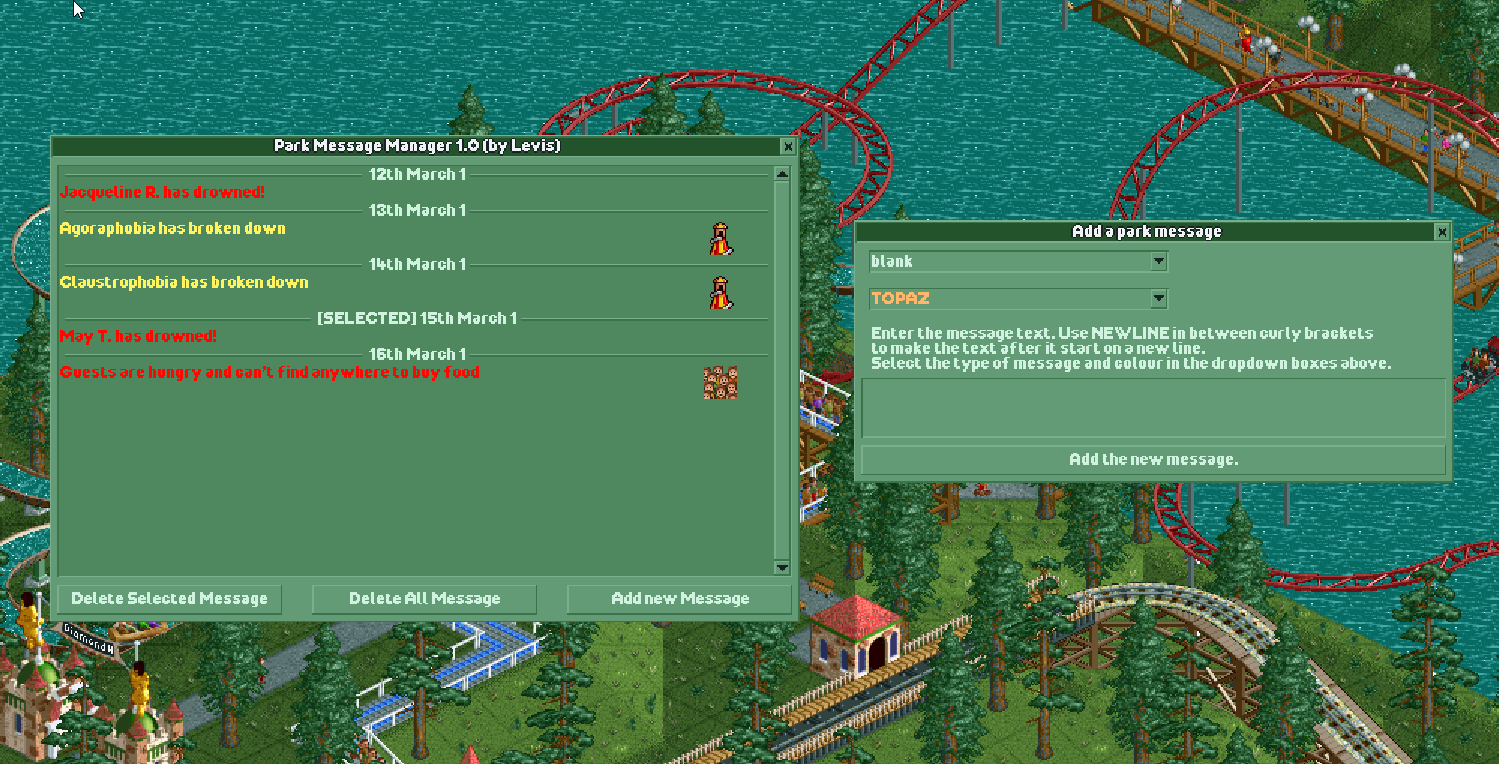 Park Message Manager 1.0 (by Levis)
12th March 1
Jacqueline R. has drowned!
13th March 1
Agoraphobia has broken down
14th March 1
Claustrophobia has broken down
[SELECTED] 15th March 1
May T. has drowned!
16th March 1
Guests are hungry and can't find anywhere to buy food
Delete Selected Message
Delete All Message
Add new Message
Add a park message
blank
TOPAZ
Enter the message text. Use NEWLINE in between curly brackets
to make the text after it start on a new line.
Select the type of message and colour in the dropdown boxes above.
Add the new message.
Diamond H